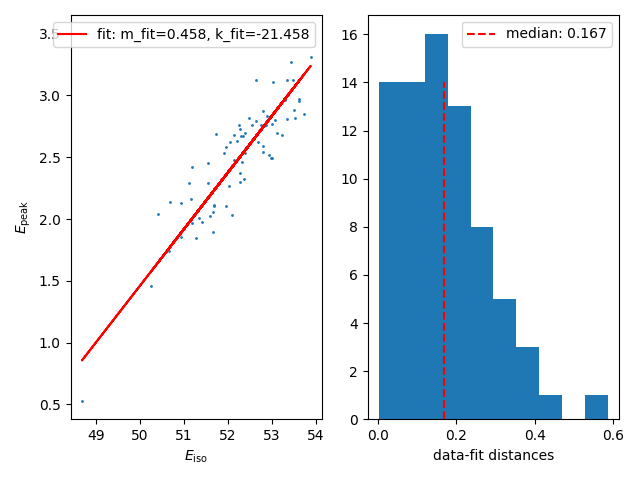 fit: m_fit=0.458, k_fit=-21.458
3.5
3.0
2.5
2.0
1.5
1.0
0.5
E_peak
49 50 51 52 53 54
E_iso
median: 0.167
16
14
12
10
8
6
4
2
0
0.0 0.2 0.4 0.6
data-fit distances